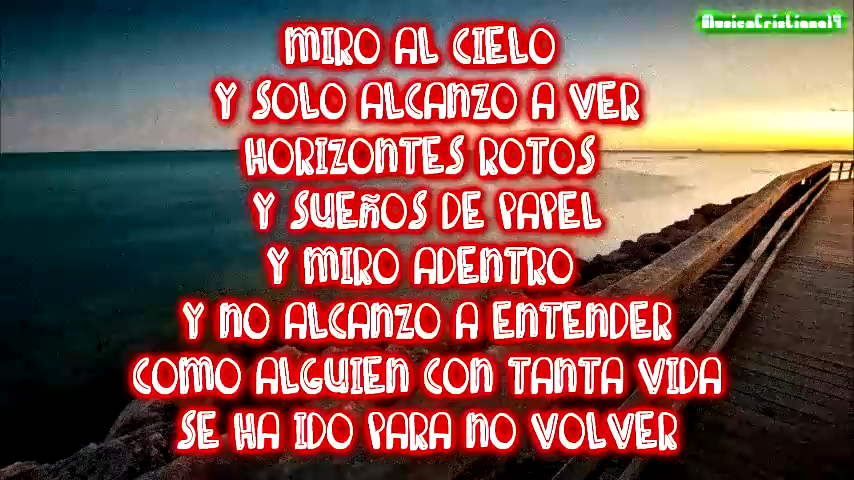 MusicaCristiana19
MIRO AL CIELO
Y SOLO ALCANZO A VER
HORIZONTES ROTOS
Y SUEÑOS DE PAPEL
Y MIRO ADENTRO
Y NO ALCANZO A ENTENDER
COMO ALGUIEN CON TANTA VIDA
SE HA IDO PARA NO VOLVER